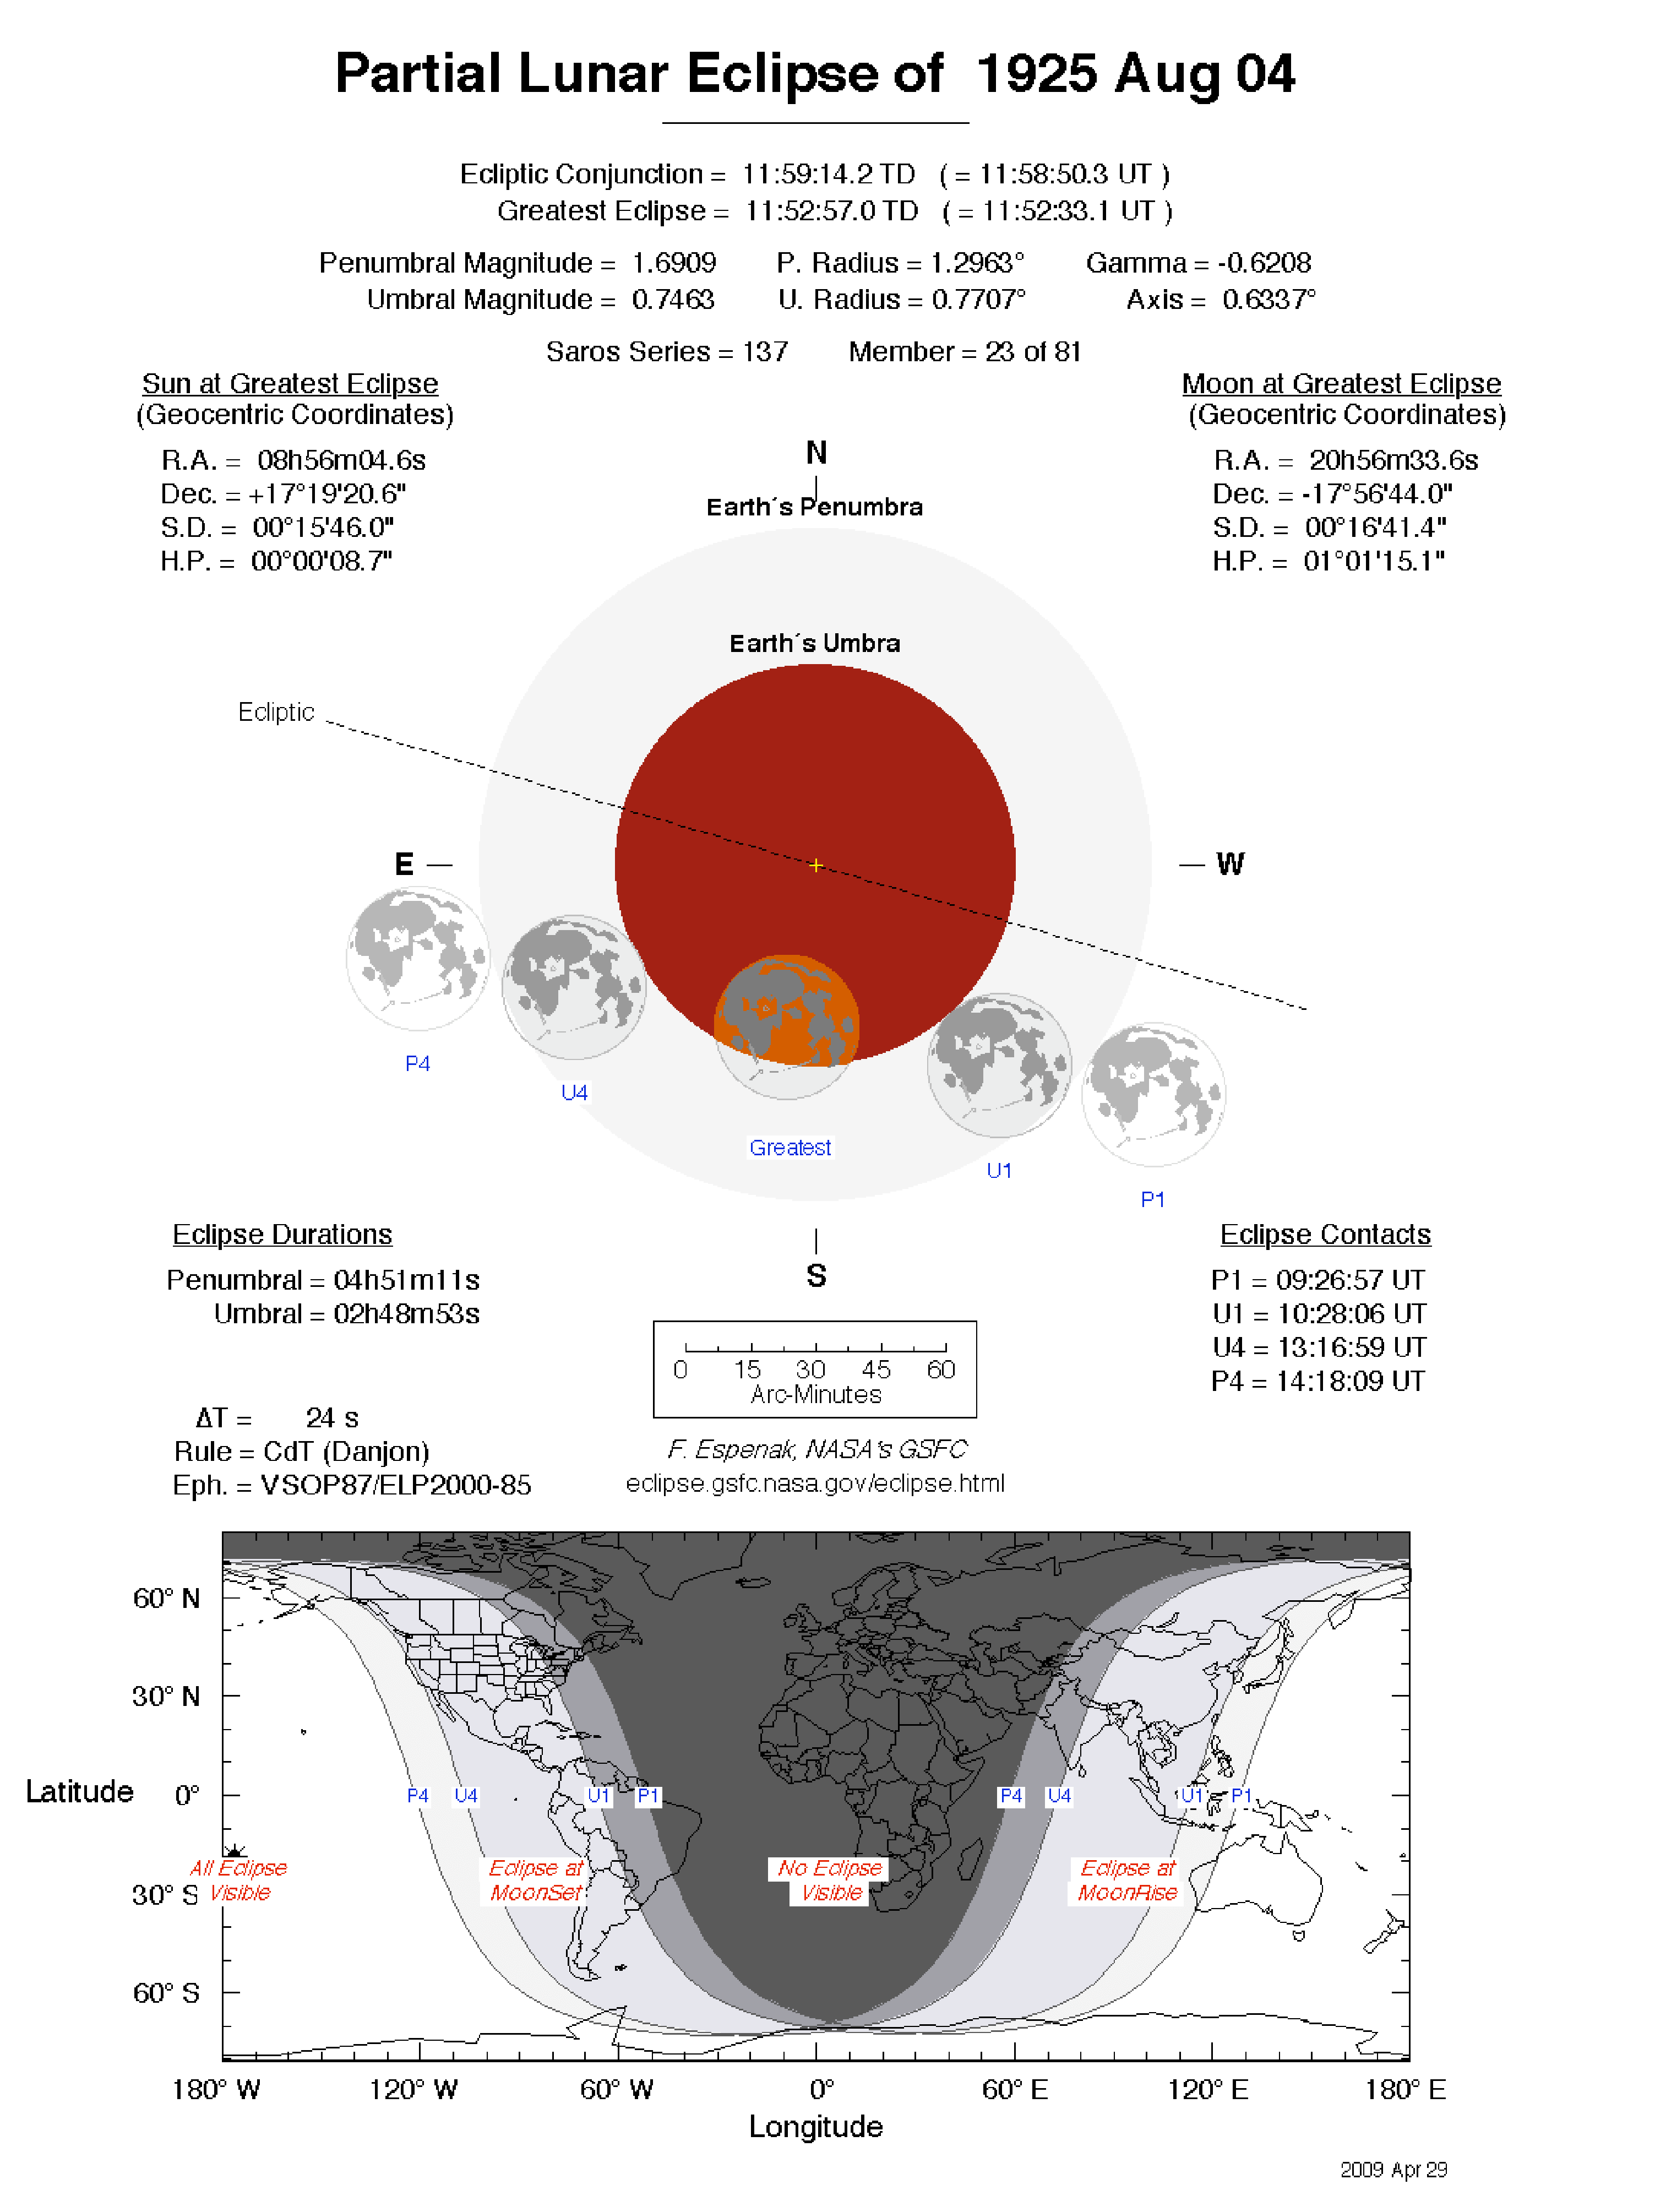 Partial Lunar Eclipse of 1925 Aug 04
Ecliptic Conjunction = 11:59:14.2 TD ( = 11:58:50.3 UT )
Greatest Eclipse = 11:52:57.0 TD ( = 11:52:33.1 UT )
Penumbral Magnitude = 1.6909 P. Radius = 1.2963° Gamma = -0.6208
Umbral Magnitude = 0.7463 U. Radius = 0.7707° Axis = 0.6337°
Saros Series = 137 Member = 23 of 81
Sun at Greatest Eclipse
(Geocentric Coordinates)
R.A. = 08h56m04.6s
Dec. = +17°19'20.6"
S.D. = 00°15'46.0"
H.P. = 00°00'08.7"
Moon at Greatest Eclipse
(Geocentric Coordinates)
R.A. = 20h56m33.6s
Dec. = -17°56'44.0"
S.D. = 00°16'41.4"
H.P. = 01°01'15.1"
N
Earth´s Penumbra
Earth´s Umbra
Ecliptic
E
W
P4
U4
Greatest
U1
P1
S
Eclipse Durations
Penumbral = 04h51m11s
Umbral = 02h48m53s
Eclipse Contacts
P1 = 09:26:57 UT
U1 = 10:28:06 UT
U4 = 13:16:59 UT
P4 = 14:18:09 UT
0 15 30 45 60
Arc-Minutes
ΔT = 24 s
Rule = CdT (Danjon)
Eph. = VSOP87/ELP2000-85
F. Espenak, NASA's GSFC
eclipse.gsfc.nasa.gov/eclipse.html
60° N
30° N
Latitude 0°
30° S
60° S
P4 U4 U1 P1 P4 U4 U1 P1
All Eclipse
Visible
Eclipse at
MoonSet
No Eclipse
Visible
Eclipse at
MoonRise
180° W 120° W 60° W 0° 60° E 120° E 180° E
Longitude
2009 Apr 29